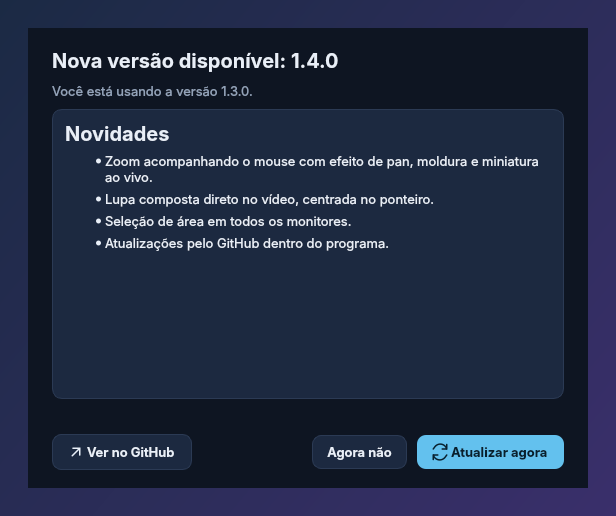 Nova versão disponível: 1.4.0
Você está usando a versão 1.3.0.
Novidades
• Zoom acompanhando o mouse com efeito de pan, moldura e miniatura
ao vivo.
• Lupa composta direto no vídeo, centrada no ponteiro.
• Seleção de área em todos os monitores.
• Atualizações pelo GitHub dentro do programa.
Ver no GitHub
Agora não
Atualizar agora